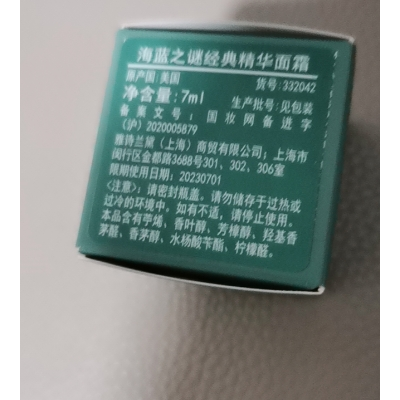 海蓝之谜经典精华面霜
原产国:美国 货号:332042
净含量:7ml 生产批号:见包装
备案文号:国妆网备进字
(沪)2020005879
雅诗兰黛(上海)商贸有限公司;上海市
闵行区金都路3688号301、302、306室
限期使用日期:20230701
<注意>:请密封瓶盖。请勿储存于过热或
过冷的环境中。如有不适,请停止使用。
本品含有苧烯、香叶醇、芳樟醇、羟基香
茅醛、香茅醇、水杨酸苄酯、柠檬醛。